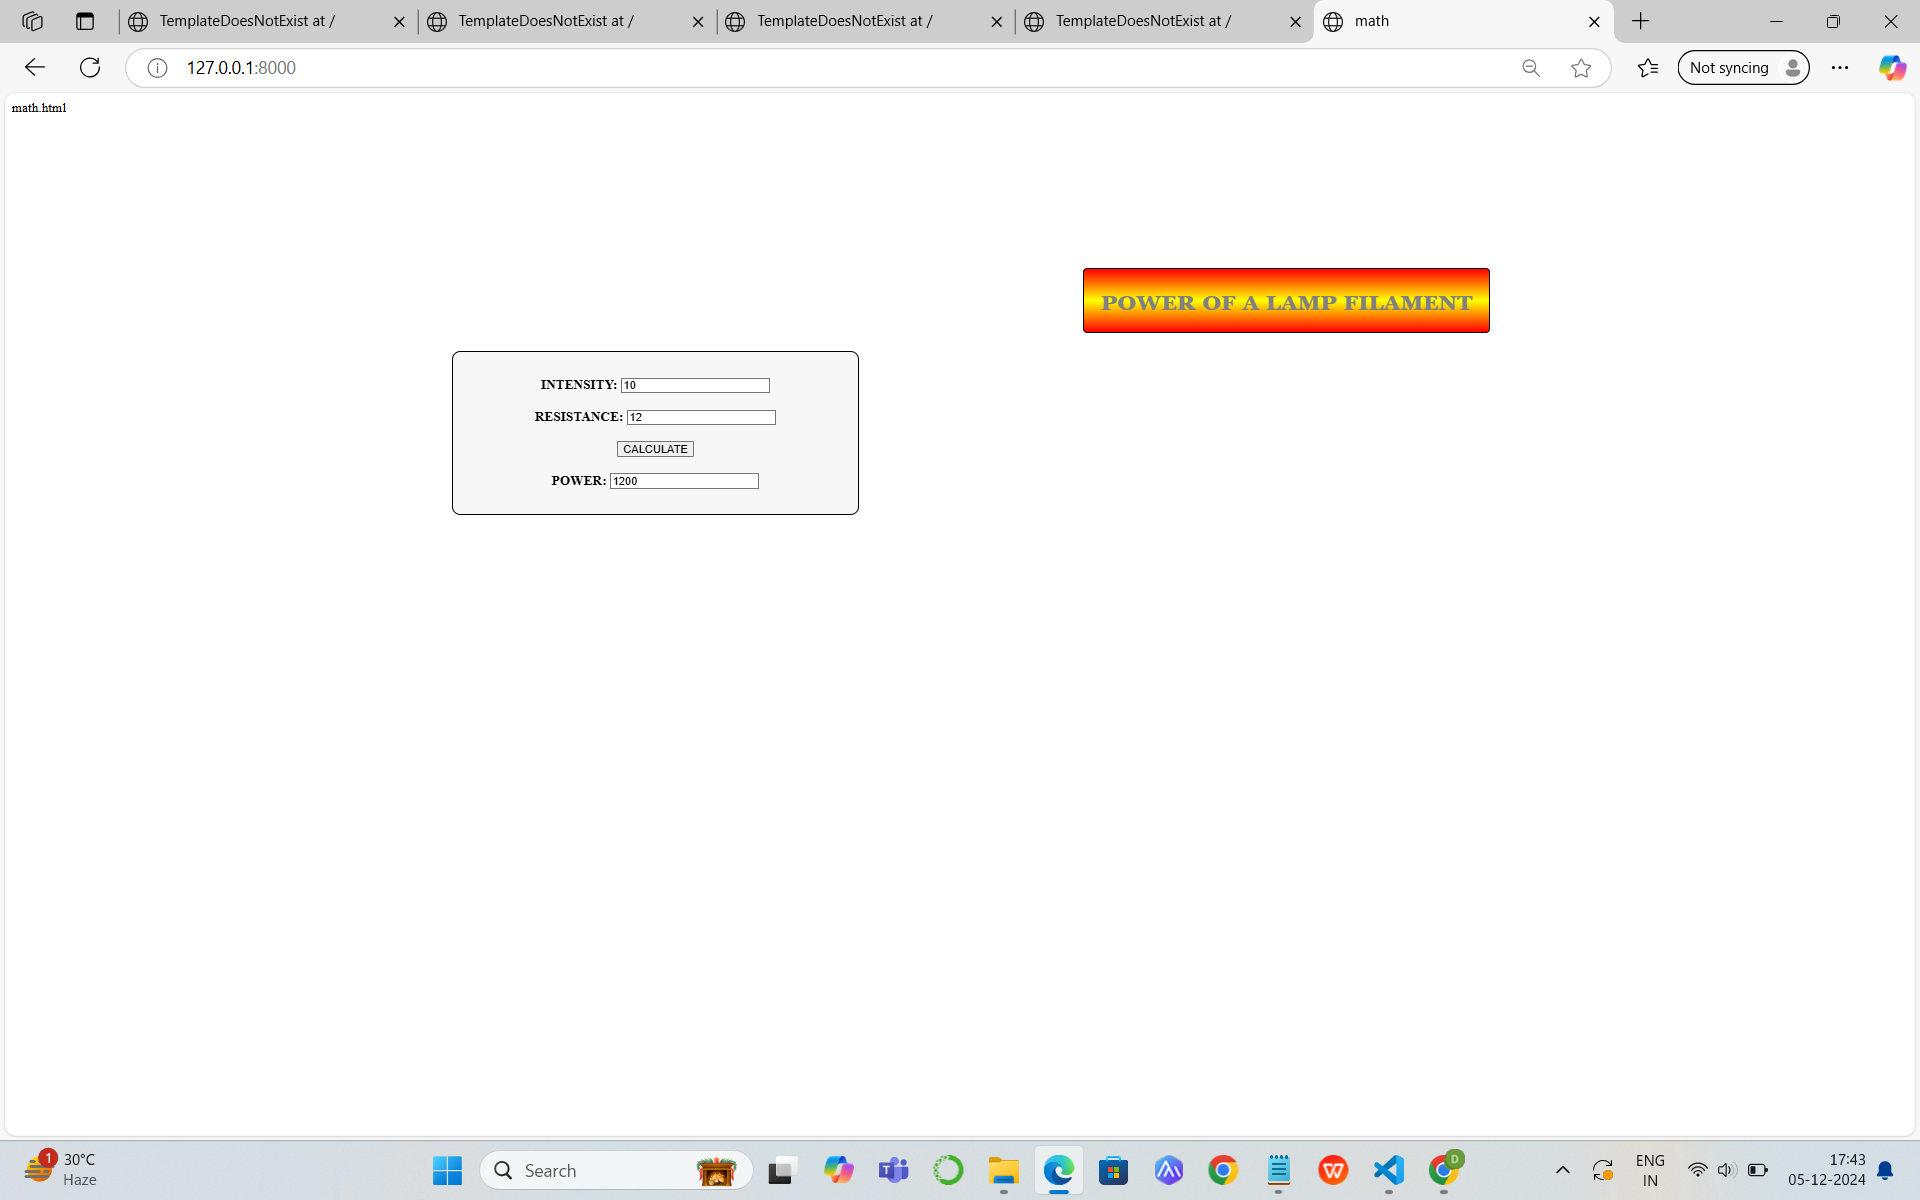 TemplateDoesNotExist at /
TemplateDoesNotExist at /
TemplateDoesNotExist at /
TemplateDoesNotExist at /
math
127.0.0.1:8000
Not syncing
math.html
POWER OF A LAMP FILAMENT
INTENSITY: 10
RESISTANCE: 12
CALCULATE
POWER: 1200
1
30°C
Haze
Search
T
W
D
ENG
IN
17:43
05-12-2024